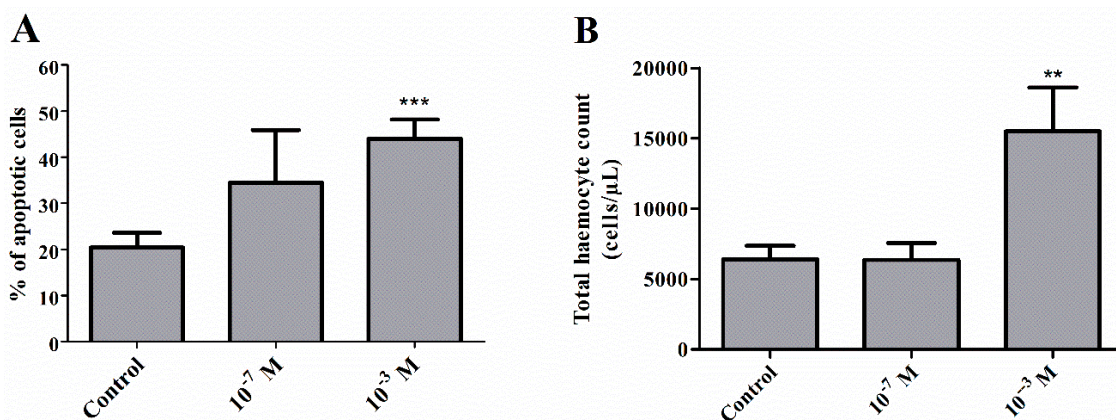 A
% of apoptotic cells
60
50
40
30
20
10
0
***
Control
10⁻⁷ M
10⁻³ M
B
Total haemocyte count
(cells/µL)
20000
15000
10000
5000
0
**
Control
10⁻⁷ M
10⁻³ M